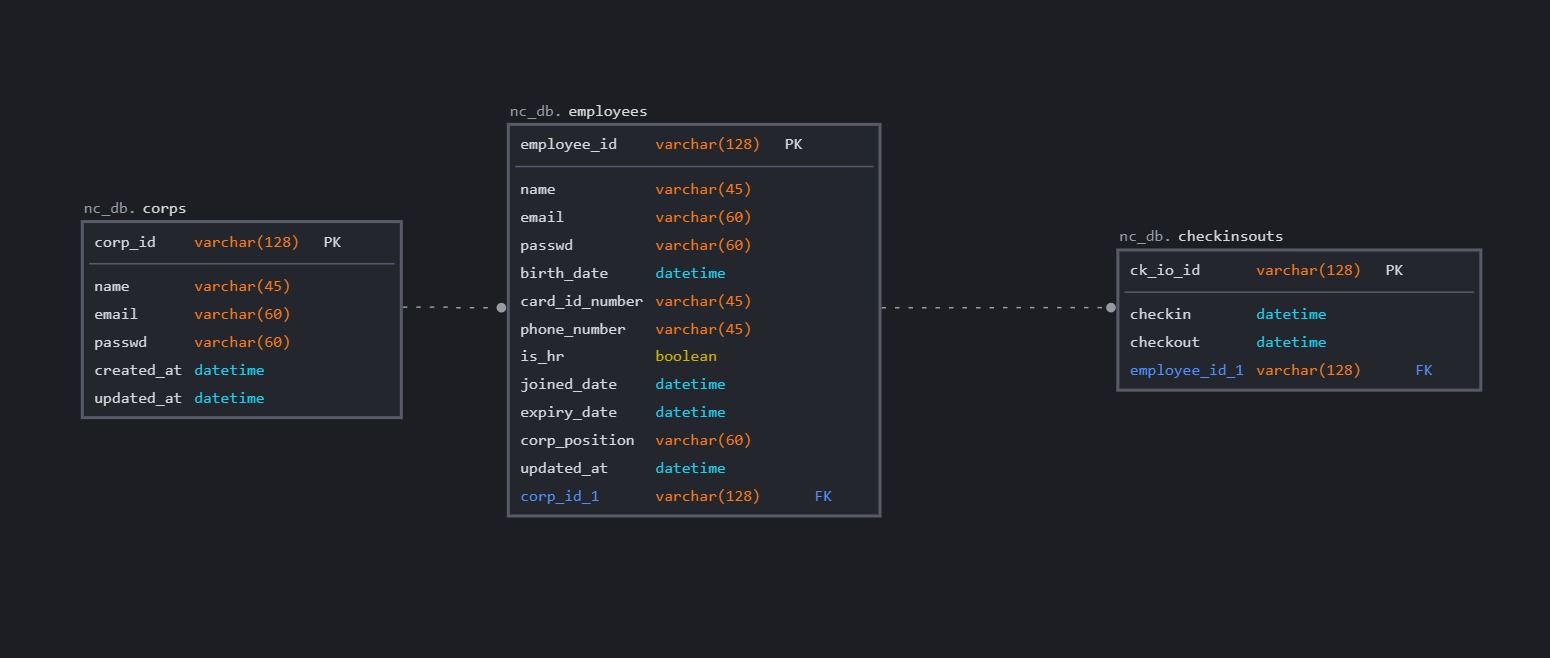 nc_db. corps
corp_id varchar(128) PK
name varchar(45)
email varchar(60)
passwd varchar(60)
created_at datetime
updated_at datetime
nc_db. employees
employee_id varchar(128) PK
name varchar(45)
email varchar(60)
passwd varchar(60)
birth_date datetime
card_id_number varchar(45)
phone_number varchar(45)
is_hr boolean
joined_date datetime
expiry_date datetime
corp_position varchar(60)
updated_at datetime
corp_id_1 varchar(128) FK
nc_db. checkinsouts
ck_io_id varchar(128) PK
checkin datetime
checkout datetime
employee_id_1 varchar(128) FK